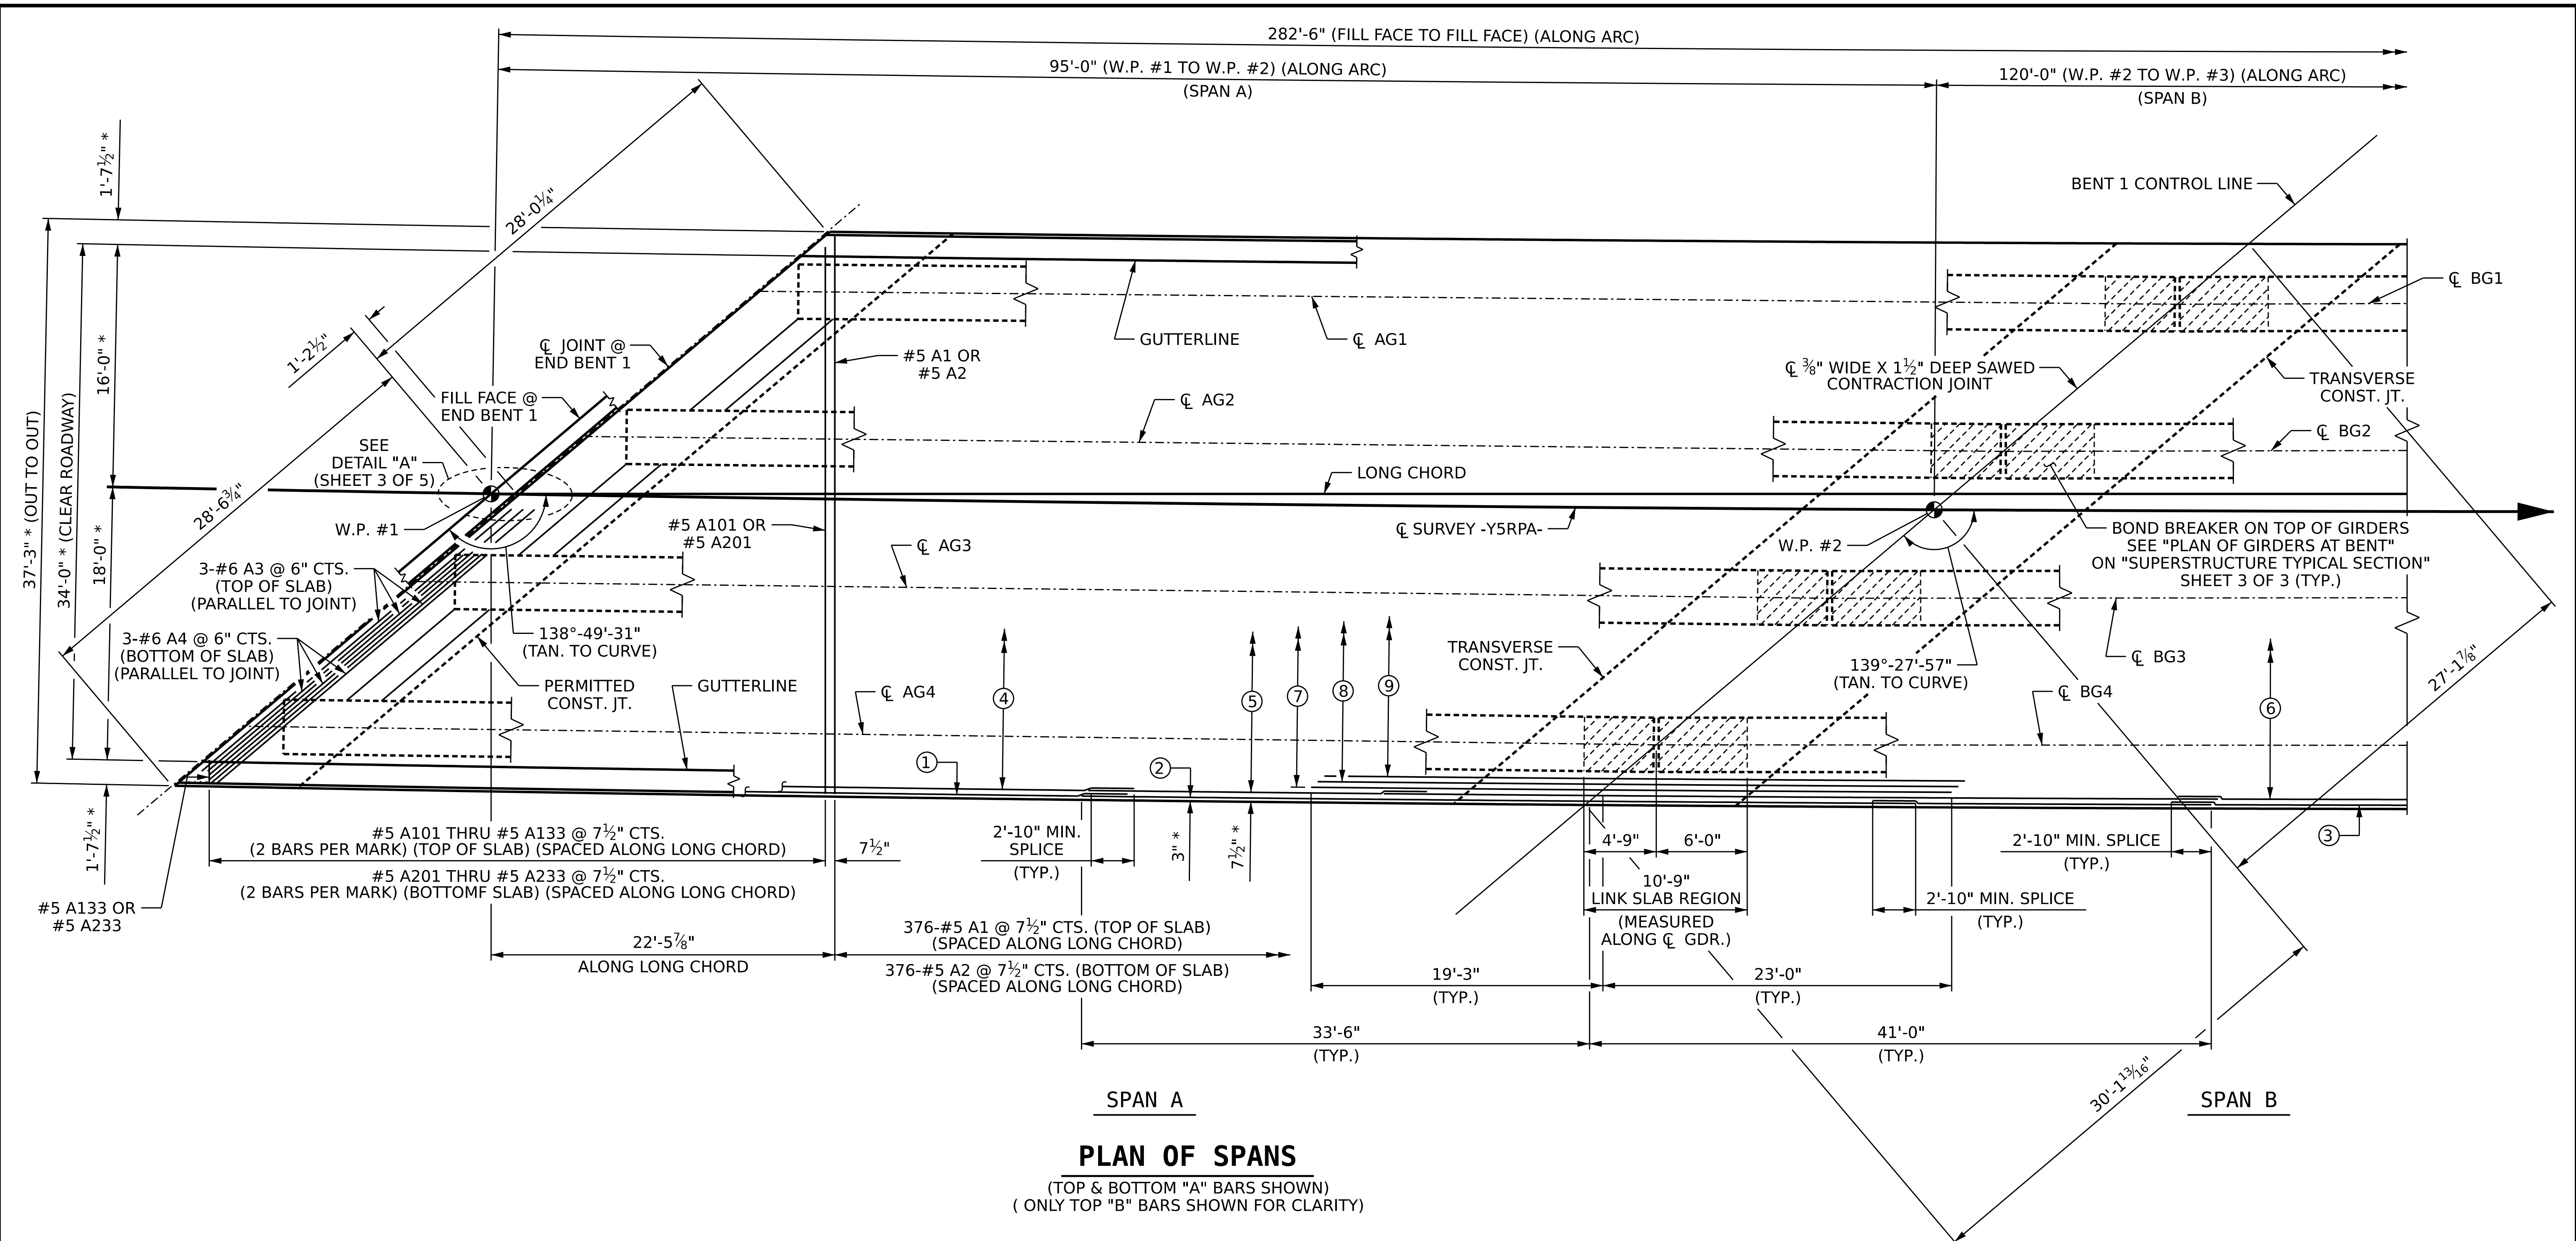 282'-6" (FILL FACE TO FILL FACE) (ALONG ARC)
95'-0" (W.P. #1 TO W.P. #2) (ALONG ARC)
(SPAN A)
120'-0" (W.P. #2 TO W.P. #3) (ALONG ARC)
(SPAN B)
1'-7½" *
28'-0¼"
BENT 1 CONTROL LINE
37'-3" * (OUT TO OUT)
34'-0" * (CLEAR ROADWAY)
16'-0" *
18'-0" *
1'-2½"
℄ JOINT @
END BENT 1
FILL FACE @
END BENT 1
SEE
DETAIL "A"
(SHEET 3 OF 5)
28'-6¾"
W.P. #1
#5 A1 OR
#5 A2
GUTTERLINE
℄ AG1
℄ AG2
LONG CHORD
℄ BG1
℄ ⅜" WIDE X 1½" DEEP SAWED
CONTRACTION JOINT
TRANSVERSE
CONST. JT.
℄ BG2
#5 A101 OR
#5 A201
℄ SURVEY -Y5RPA-
W.P. #2
BOND BREAKER ON TOP OF GIRDERS
SEE "PLAN OF GIRDERS AT BENT"
ON "SUPERSTRUCTURE TYPICAL SECTION"
SHEET 3 OF 3 (TYP.)
℄ AG3
3-#6 A3 @ 6" CTS.
(TOP OF SLAB)
(PARALLEL TO JOINT)
3-#6 A4 @ 6" CTS.
(BOTTOM OF SLAB)
(PARALLEL TO JOINT)
138°-49'-31"
(TAN. TO CURVE)
TRANSVERSE
CONST. JT.
139°-27'-57"
(TAN. TO CURVE)
℄ BG3
27'-1⅞"
PERMITTED
CONST. JT.
GUTTERLINE
℄ AG4
4
5
7
8
9
℄ BG4
6
1
2
3
1'-7½" *
#5 A101 THRU #5 A133 @ 7½" CTS.
(2 BARS PER MARK) (TOP OF SLAB) (SPACED ALONG LONG CHORD)
#5 A201 THRU #5 A233 @ 7½" CTS.
(2 BARS PER MARK) (BOTTOMF SLAB) (SPACED ALONG LONG CHORD)
7½"
2'-10" MIN.
SPLICE
(TYP.)
3" *
7½" *
4'-9"
6'-0"
10'-9"
LINK SLAB REGION
(MEASURED
ALONG ℄ GDR.)
2'-10" MIN. SPLICE
(TYP.)
2'-10" MIN. SPLICE
(TYP.)
#5 A133 OR
#5 A233
22'-5⅞"
ALONG LONG CHORD
376-#5 A1 @ 7½" CTS. (TOP OF SLAB)
(SPACED ALONG LONG CHORD)
376-#5 A2 @ 7½" CTS. (BOTTOM OF SLAB)
(SPACED ALONG LONG CHORD)
19'-3"
(TYP.)
23'-0"
(TYP.)
33'-6"
(TYP.)
41'-0"
(TYP.)
30'-1 13⁄16"
SPAN A
SPAN B
PLAN OF SPANS
(TOP & BOTTOM "A" BARS SHOWN)
( ONLY TOP "B" BARS SHOWN FOR CLARITY)